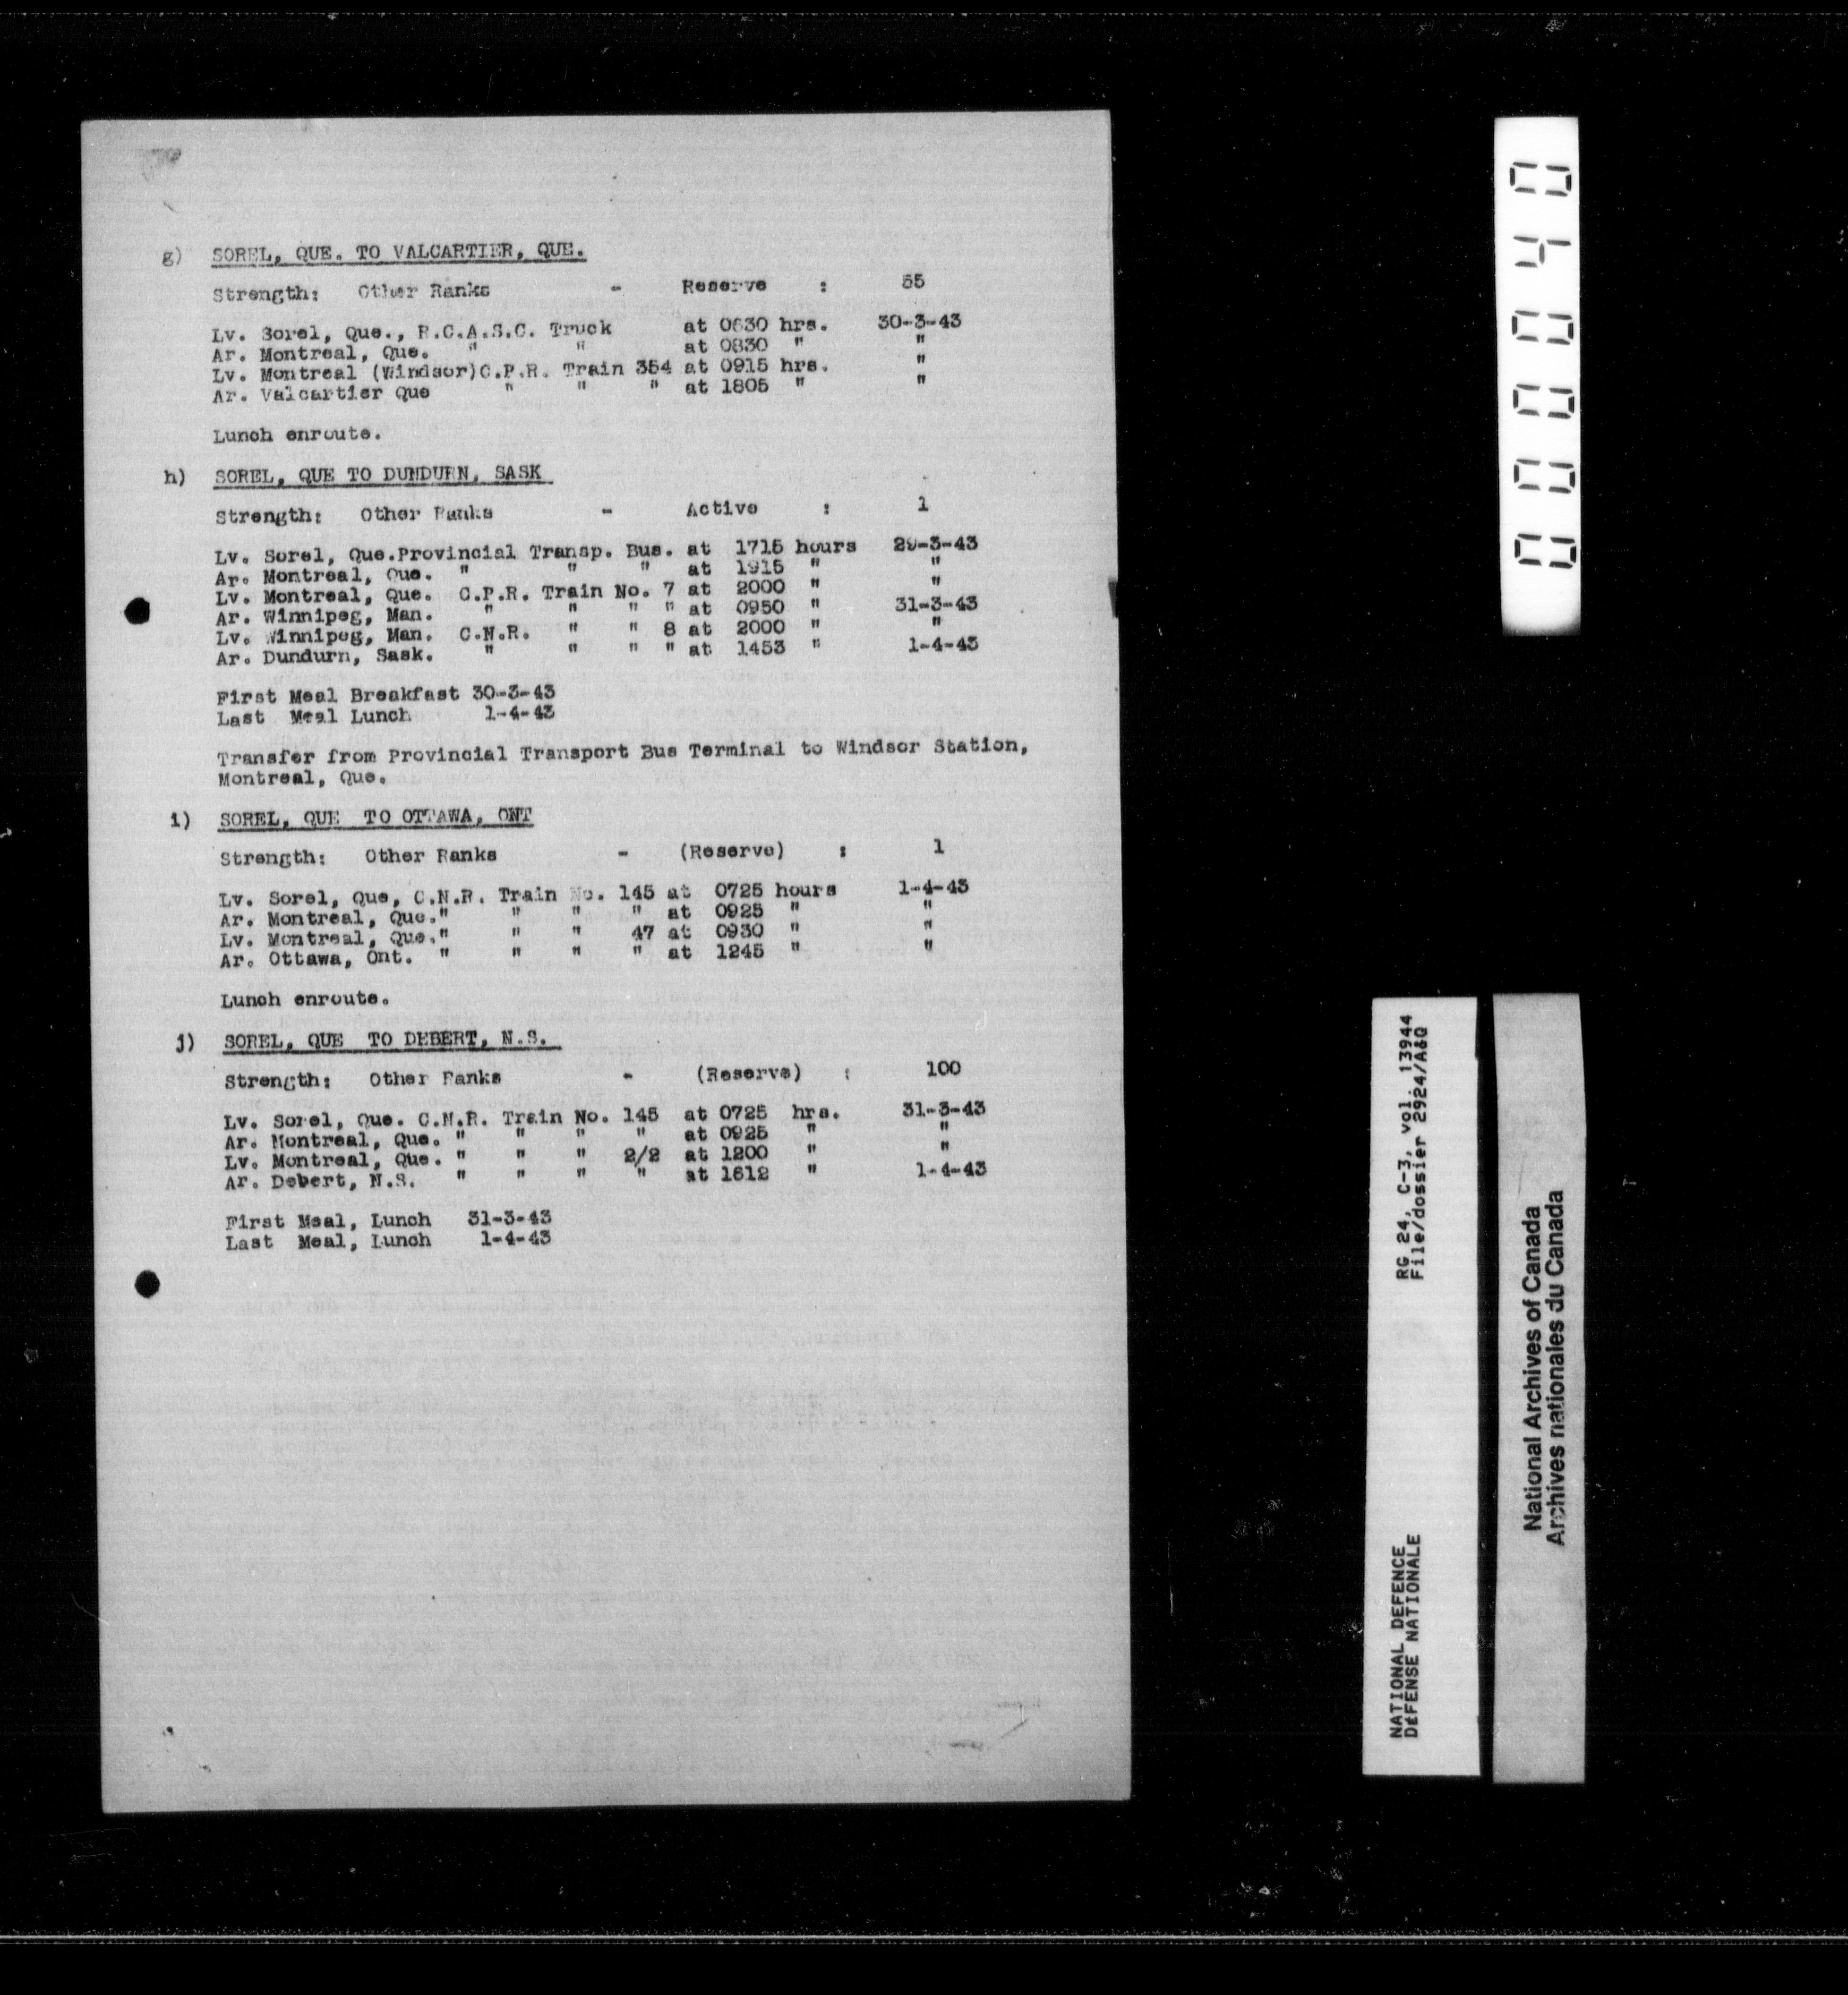 g) SOREL, QUE. TO VALCARTIER, QUE.
Strength: Other Ranks - Reserve : 55
Lv. Sorel, Que., R.C.A.S.C. Truck at 0630 hrs. 30-3-43
Ar. Montreal, Que. " " at 0830 " "
Lv. Montreal (Windsor)C.P.R. Train 354 at 0915 hrs. "
Ar. Valcartier Que " " " at 1805 " "
Lunch enroute.
h) SOREL, QUE TO DUNDURN, SASK
Strength: Other Ranks - Active : 1
Lv. Sorel, Que.Provincial Transp. Bus. at 1715 hours 29-3-43
Ar. Montreal, Que. " " " at 1915 " "
Lv. Montreal, Que. C.P.R. Train No. 7 at 2000 " "
Ar. Winnipeg, Man. " " " " at 0950 " 31-3-43
Lv. Winnipeg, Man. C.N.R. " " 8 at 2000 " "
Ar. Dundurn, Sask. " " " " at 1453 " 1-4-43
First Meal Breakfast 30-3-43
Last Meal Lunch 1-4-43
Transfer from Provincial Transport Bus Terminal to Windsor Station,
Montreal, Que.
i) SOREL, QUE TO OTTAWA, ONT
Strength: Other Ranks - (Reserve) : 1
Lv. Sorel, Que, C.N.R. Train No. 145 at 0725 hours 1-4-43
Ar. Montreal, Que." " " " at 0925 " "
Lv. Montreal, Que." " " 47 at 0930 " "
Ar. Ottawa, Ont. " " " " at 1245 " "
Lunch enroute.
j) SOREL, QUE TO DEBERT, N.S.
Strength: Other Ranks - (Reserve) : 100
Lv. Sorel, Que. C.N.R. Train No. 145 at 0725 hrs. 31-3-43
Ar. Montreal, Que. " " " " at 0925 " "
Lv. Montreal, Que. " " " 2/2 at 1200 " "
Ar. Debert, N.S. " " " " at 1612 " 1-4-43
First Meal, Lunch 31-3-43
Last Meal, Lunch 1-4-43
000040
NATIONAL DEFENCE RG 24, C-3, vol. 13944
DéFENSE NATIONALE File/dossier 2924/A&Q
National Archives of Canada
Archives nationales du Canada